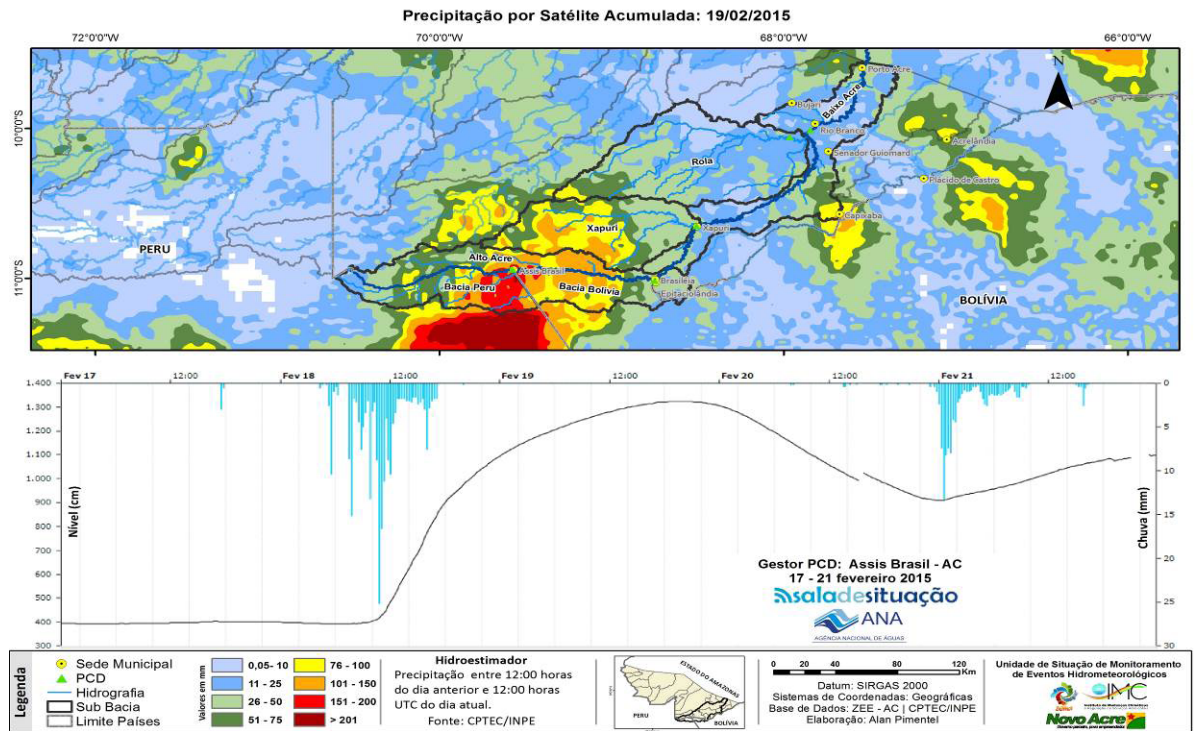 Precipitação por Satélite Acumulada: 19/02/2015
72°0'0"W 70°0'0"W 68°0'0"W 66°0'0"W
10°0'0"S
11°0'0"S
N
Porto Acre
Bujari
Baixo Acre
Rio Branco
Senador Guiomard
Acrelândia
Plácido de Castro
Rola
Capixaba
Xapuri
Xapuri
PERU
Alto Acre
Assis Brasil
Bacia Peru
Bacia Bolívia
Brasileia
Epitaciolândia
BOLÍVIA
Fev 17 12:00 Fev 18 12:00 Fev 19 12:00 Fev 20 12:00 Fev 21 12:00
1.400
1.300
1.200
1.100
1.000
900
800
700
600
500
400
300
Nível (cm)
0
5
10
15
20
25
30
Chuva (mm)
Gestor PCD: Assis Brasil - AC
17 - 21 fevereiro 2015
saladesituação
ANA
AGÊNCIA NACIONAL DE ÁGUAS
Legenda
Sede Municipal
PCD
Hidrografia
Sub Bacia
Limite Países
Valores em mm
0,05- 10
11 - 25
26 - 50
51 - 75
76 - 100
101 - 150
151 - 200
> 201
Hidroestimador
Precipitação entre 12:00 horas
do dia anterior e 12:00 horas
UTC do dia atual.
Fonte: CPTEC/INPE
ESTADO DO AMAZONAS
PERU
BOLÍVIA
0 20 40 80 120
Km
Datum: SIRGAS 2000
Sistemas de Coordenadas: Geográficas
Base de Dados: ZEE - AC | CPTEC/INPE
Elaboração: Alan Pimentel
Unidade de Situação de Monitoramento
de Eventos Hidrometeorológicos
IMC
Novo Acre